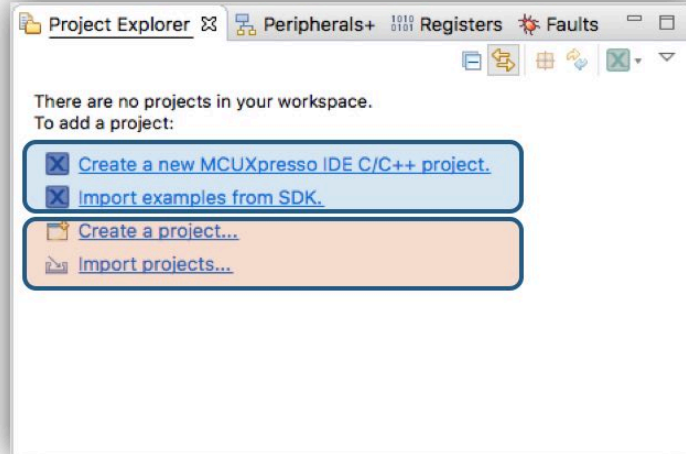 Project Explorer Peripherals+ Registers Faults
There are no projects in your workspace.
To add a project:
Create a new MCUXpresso IDE C/C++ project.
Import examples from SDK.
Create a project...
Import projects...